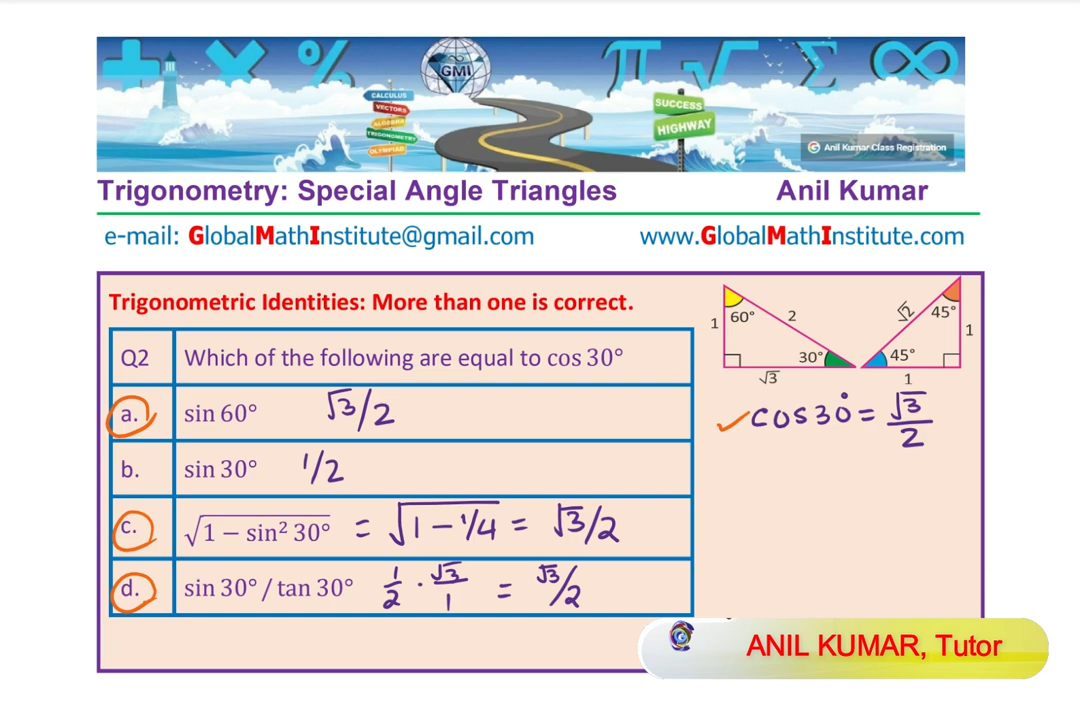 GMI
CALCULUS
VECTORS
ALGEBRA
TRIGONOMETRY
OLYMPIAD
SUCCESS
HIGHWAY
G Anil Kumar Class Registration
Trigonometry: Special Angle Triangles Anil Kumar
e-mail: GlobalMathInstitute@gmail.com www.GlobalMathInstitute.com
Trigonometric Identities: More than one is correct.
Q2 Which of the following are equal to cos 30°
a. sin 60° √3/2
b. sin 30° 1/2
c. √(1 − sin² 30°) = √(1 − 1/4) = √3/2
d. sin 30° / tan 30° 1/2 · √3/1 = √3/2
60° 2 1 30° √3
√2 45° 1 45° 1
✓cos 30° = √3/2
ANIL KUMAR, Tutor